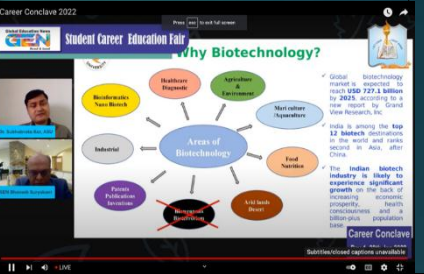 Career Conclave 2022
Press esc to exit full screen
Global Education News
GEN
Student Career Education Fair
Why Biotechnology?
Healthcare
Diagnostic
Agriculture
&
Environment
Bioinformatics
Nano Biotech
Mari culture
/Aquaculture
Areas of
Biotechnology
Industrial
Food
Nutrition
Patents
Publications
Inventions
Arid lands
Desert
Bioterrorism
✓ Global biotechnology
market is expected to
reach USD 727.1 billion
by 2025, according to a
new report by Grand
View Research, Inc
✓ India is among the top
12 biotech destinations
in the world and ranks
second in Asia, after
China.
✓ The Indian biotech
industry is likely to
experience significant
growth on the back of
increasing economic
prosperity, health
consciousness and a
billion-plus population
base.
Career Conclave
Subtitles/closed captions unavailable
LIVE